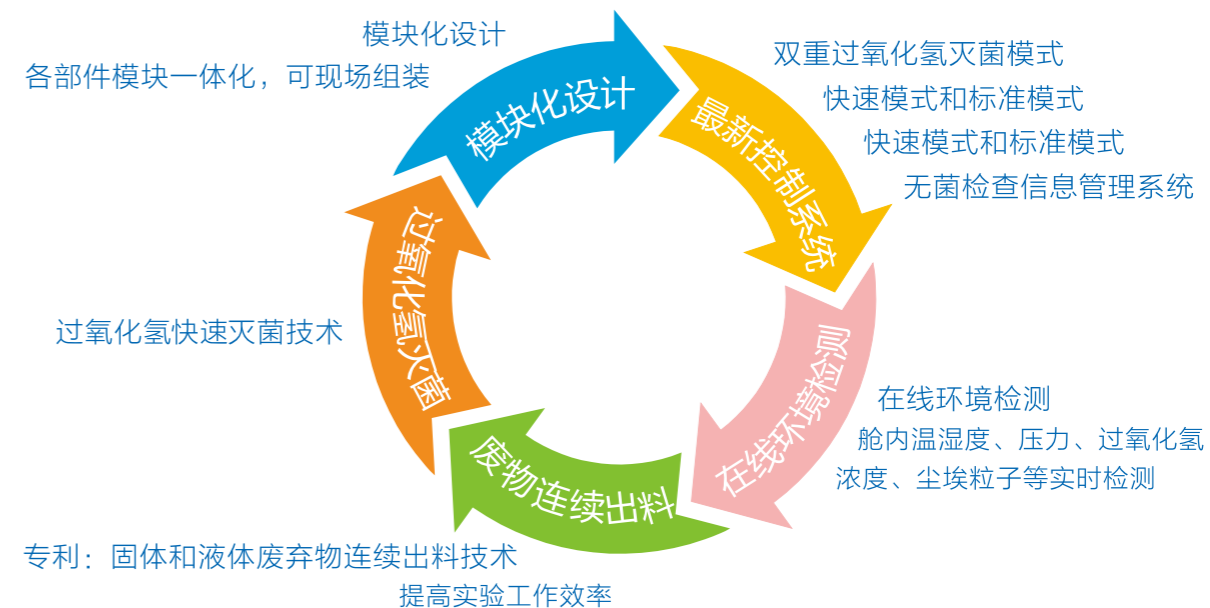 模块化设计
各部件模块一体化，可现场组装
模块化设计
双重过氧化氢灭菌模式
快速模式和标准模式
快速模式和标准模式
无菌检查信息管理系统
最新控制系统
在线环境检测
在线环境检测
舱内温湿度、压力、过氧化氢
浓度、尘埃粒子等实时检测
废物连续出料
专利：固体和液体废弃物连续出料技术
提高实验工作效率
过氧化氢灭菌
过氧化氢快速灭菌技术